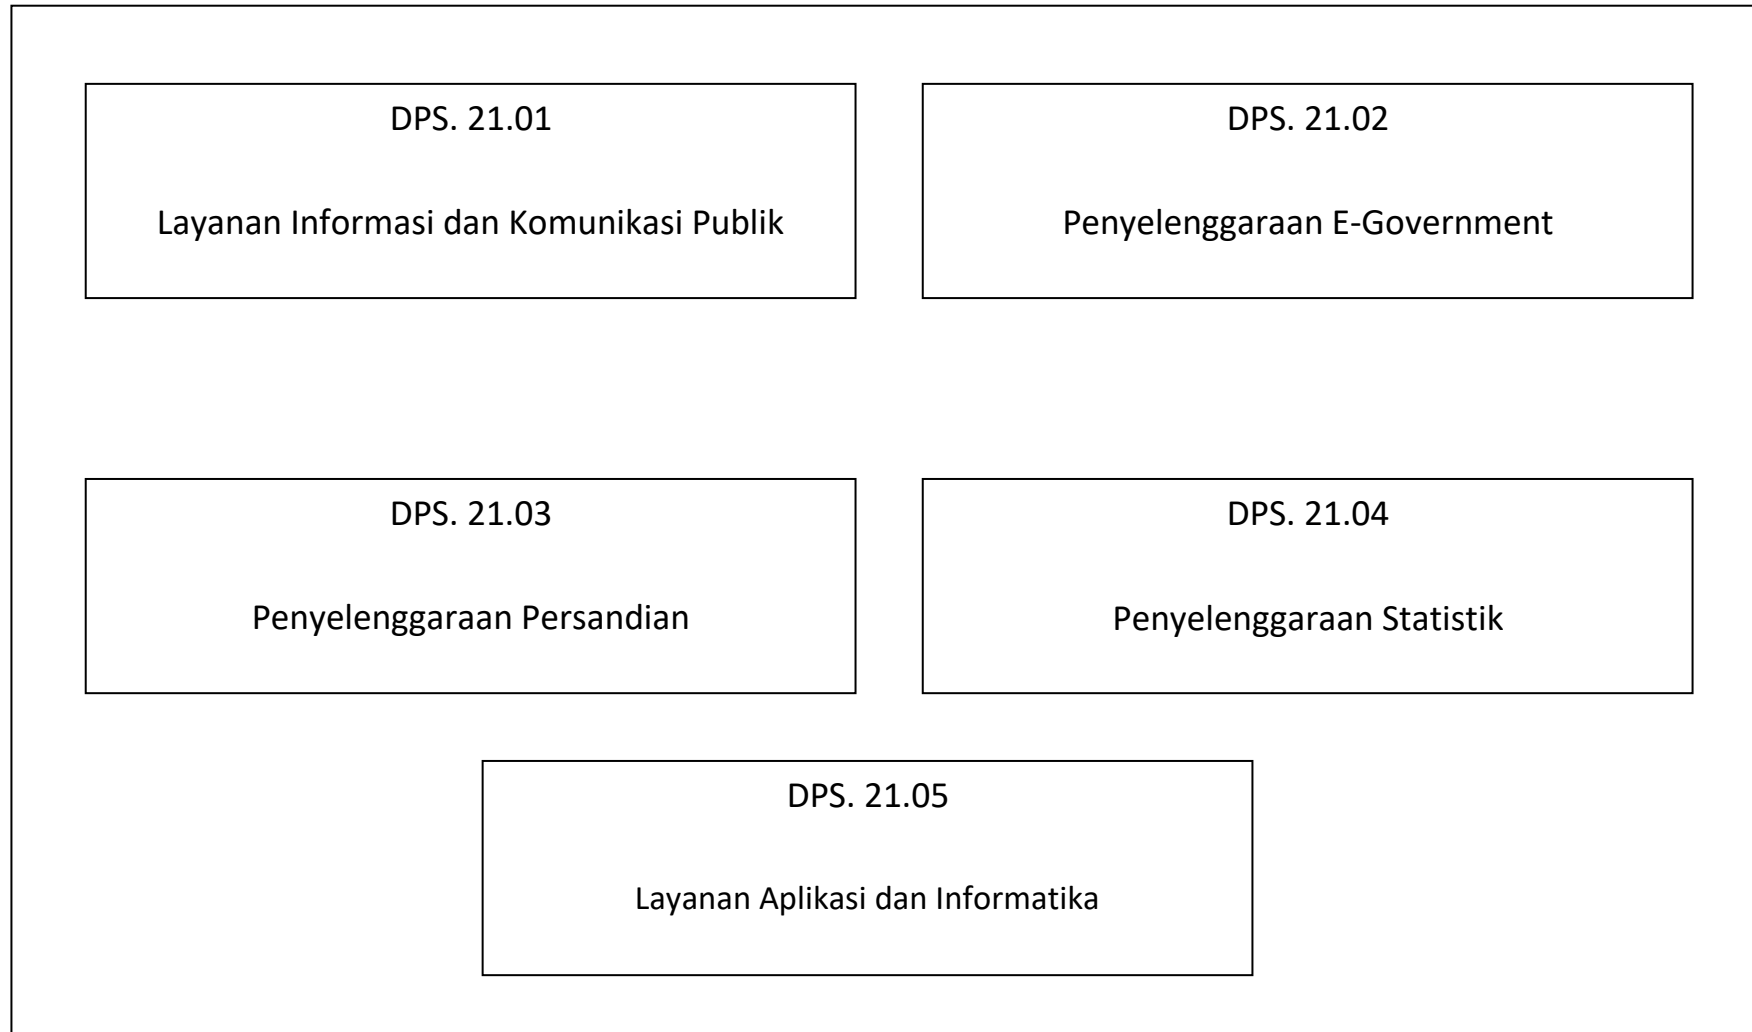 DPS. 21.01
Layanan Informasi dan Komunikasi Publik
DPS. 21.02
Penyelenggaraan E-Government
DPS. 21.03
Penyelenggaraan Persandian
DPS. 21.04
Penyelenggaraan Statistik
DPS. 21.05
Layanan Aplikasi dan Informatika